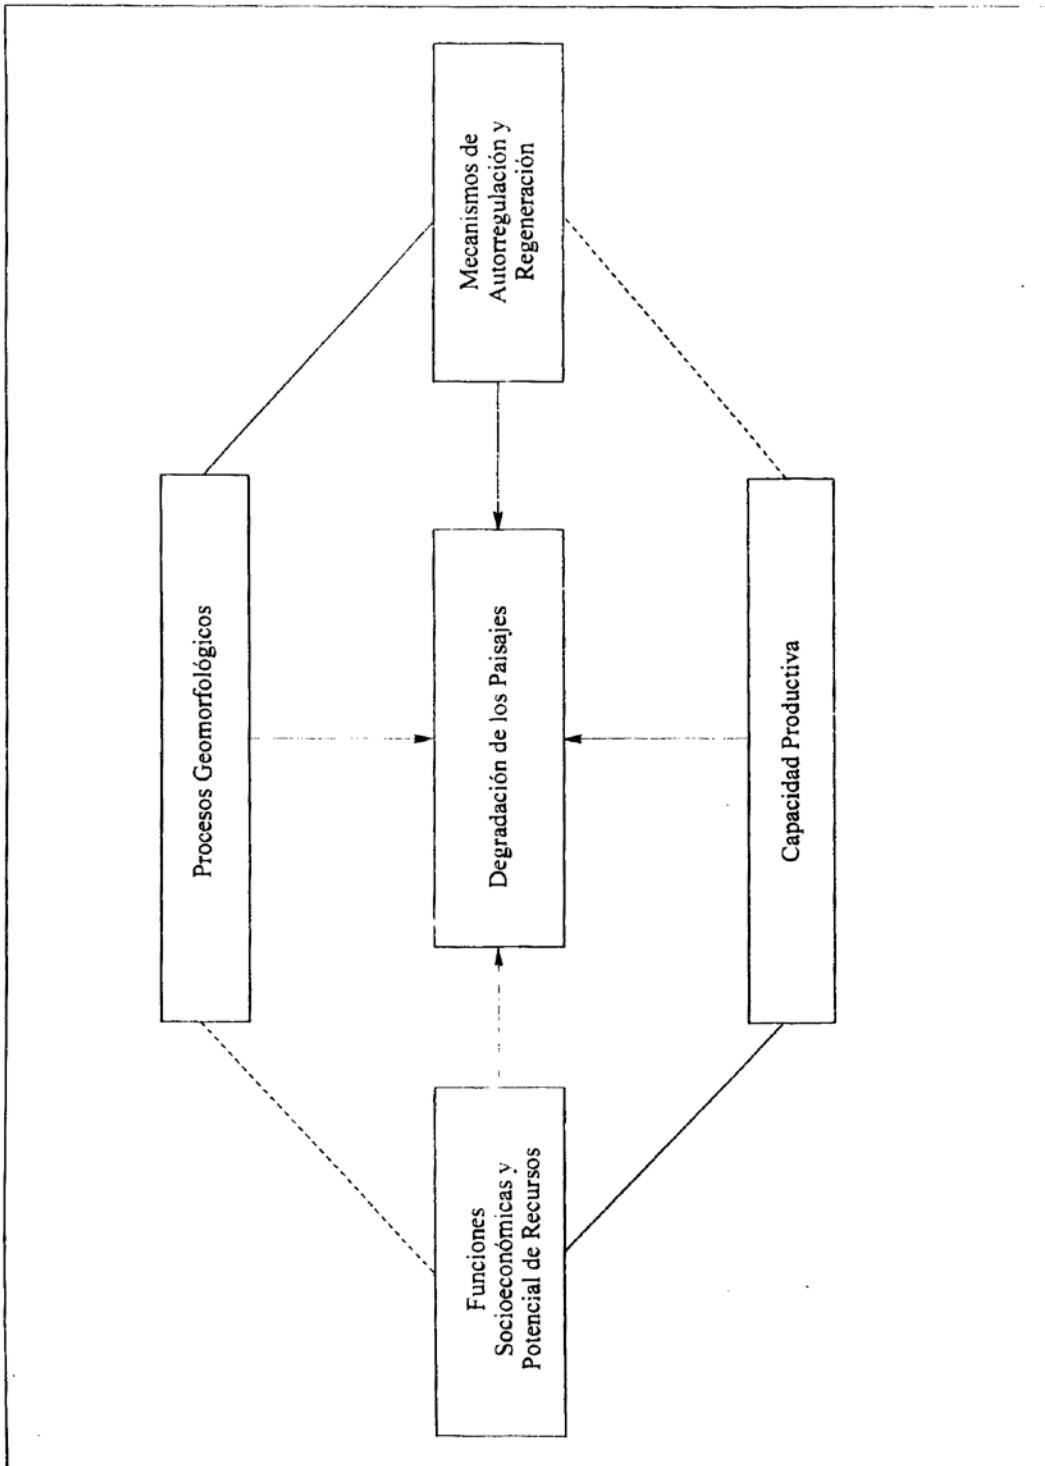 Procesos Geomorfológicos
Funciones
Socioeconómicas y
Potencial de Recursos
Degradación de los Paisajes
Mecanismos de
Autorregulación y
Regeneración
Capacidad Productiva